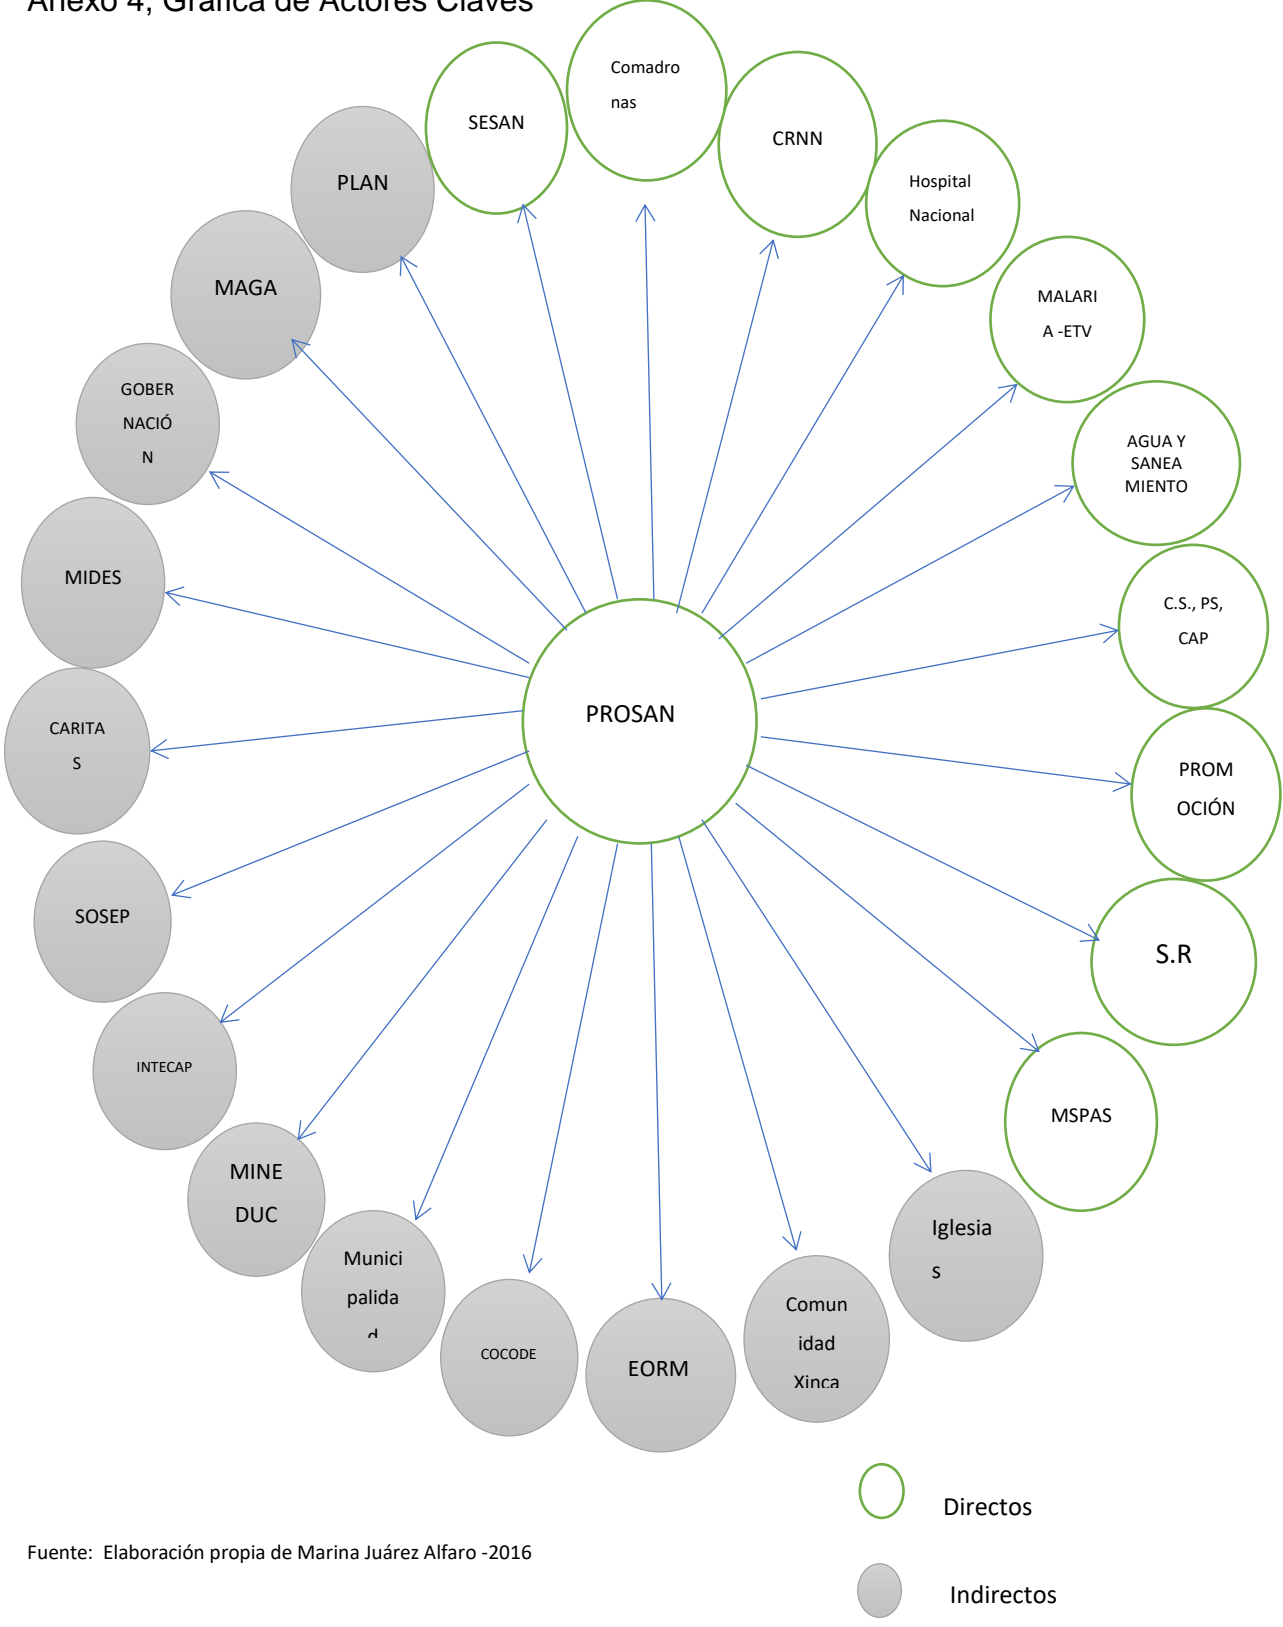 Anexo 4, Gráfica de Actores Claves
Comadro
nas
SESAN
CRNN
PLAN
Hospital
Nacional
MAGA
MALARI
A -ETV
GOBER
NACIÓ
N
AGUA Y
SANEA
MIENTO
MIDES
C.S., PS,
CAP
PROSAN
CARITA
S
PROM
OCIÓN
SOSEP
S.R
INTECAP
MSPAS
MINE
DUC
Iglesia
s
Munici
palida
d
Comun
idad
Xinca
COCODE
EORM
Directos
Fuente: Elaboración propia de Marina Juárez Alfaro -2016
Indirectos